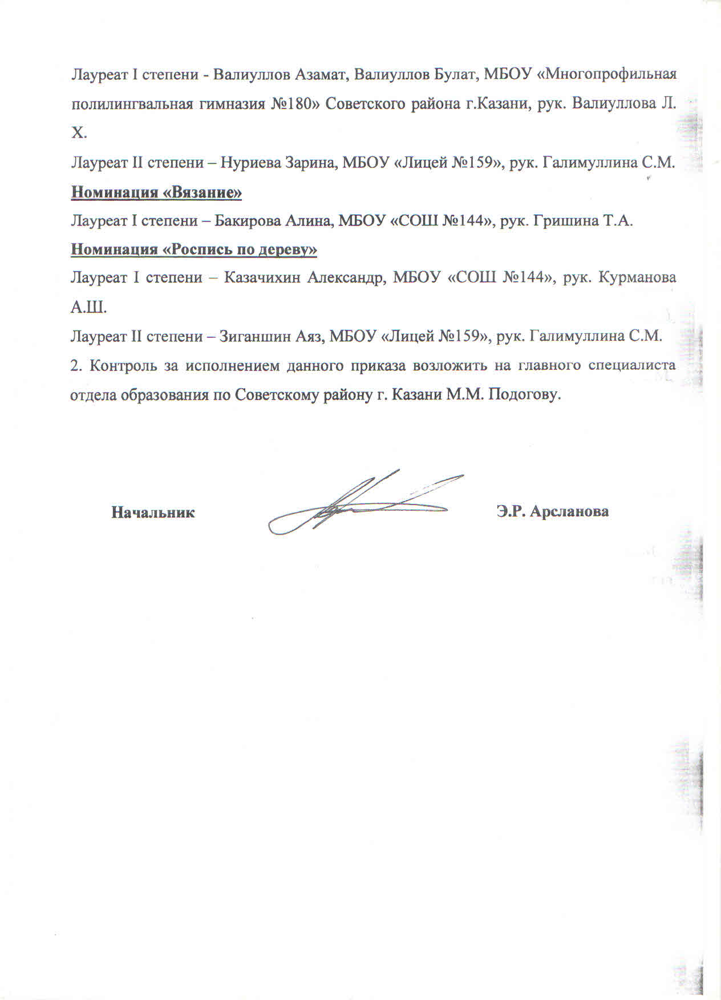 Лауреат I степени - Валиуллов Азамат, Валиуллов Булат, МБОУ «Многопрофильная
полилингвальная гимназия №180» Советского района г.Казани, рук. Валиуллова Л.
Х.
Лауреат II степени – Нуриева Зарина, МБОУ «Лицей №159», рук. Галимуллина С.М.
Номинация «Вязание»
Лауреат I степени – Бакирова Алина, МБОУ «СОШ №144», рук. Гришина Т.А.
Номинация «Роспись по дереву»
Лауреат I степени – Казачихин Александр, МБОУ «СОШ №144», рук. Курманова
А.Ш.
Лауреат II степени – Зиганшин Аяз, МБОУ «Лицей №159», рук. Галимуллина С.М.
2. Контроль за исполнением данного приказа возложить на главного специалиста
отдела образования по Советскому району г. Казани М.М. Подогову.
Начальник Э.Р. Арсланова